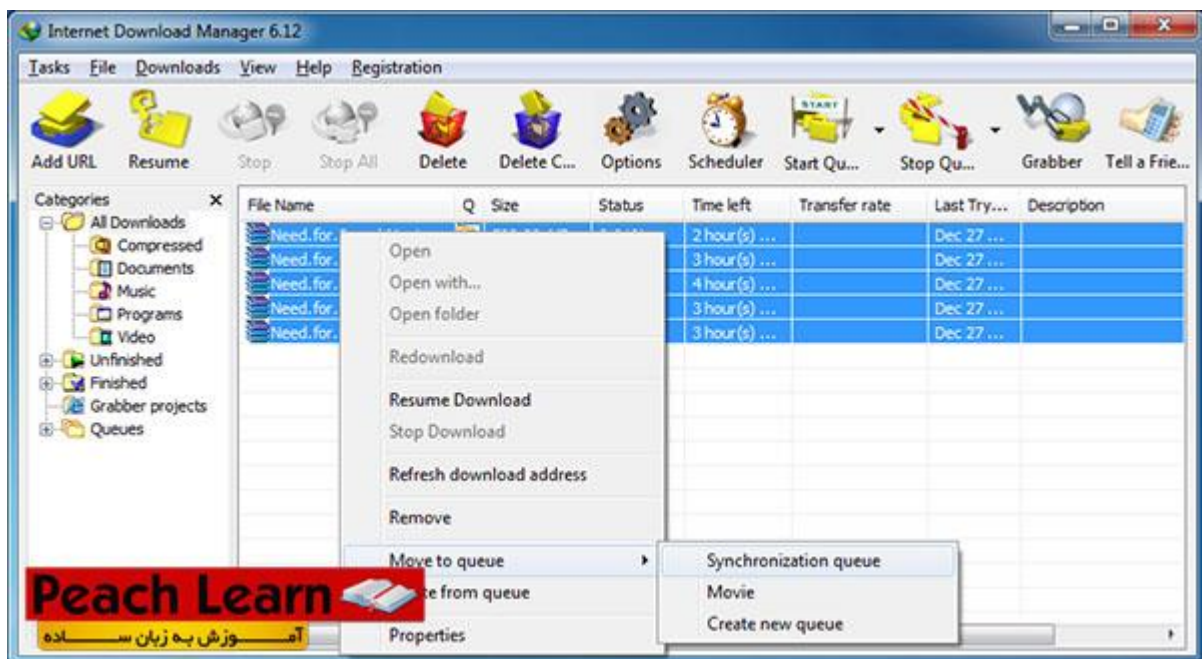 Internet Download Manager 6.12
Tasks File Downloads View Help Registration
Add URL Resume Stop Stop All Delete Delete C... Options Scheduler Start Qu... Stop Qu... Grabber Tell a Frie...
Categories
All Downloads
Compressed
Documents
Music
Programs
Video
Unfinished
Finished
Grabber projects
Queues
File Name Q Size Status Time left Transfer rate Last Try... Description
Need.for. 2 hour(s) ... Dec 27 ...
Need.for. 3 hour(s) ... Dec 27 ...
Need.for. 4 hour(s) ... Dec 27 ...
Need.for. 3 hour(s) ... Dec 27 ...
Need.for. 3 hour(s) ... Dec 27 ...
Open
Open with...
Open folder
Redownload
Resume Download
Stop Download
Refresh download address
Remove
Move to queue
from queue
Properties
Synchronization queue
Movie
Create new queue
Peach Learn
آمـــوزش به زبان ســـــاده
START